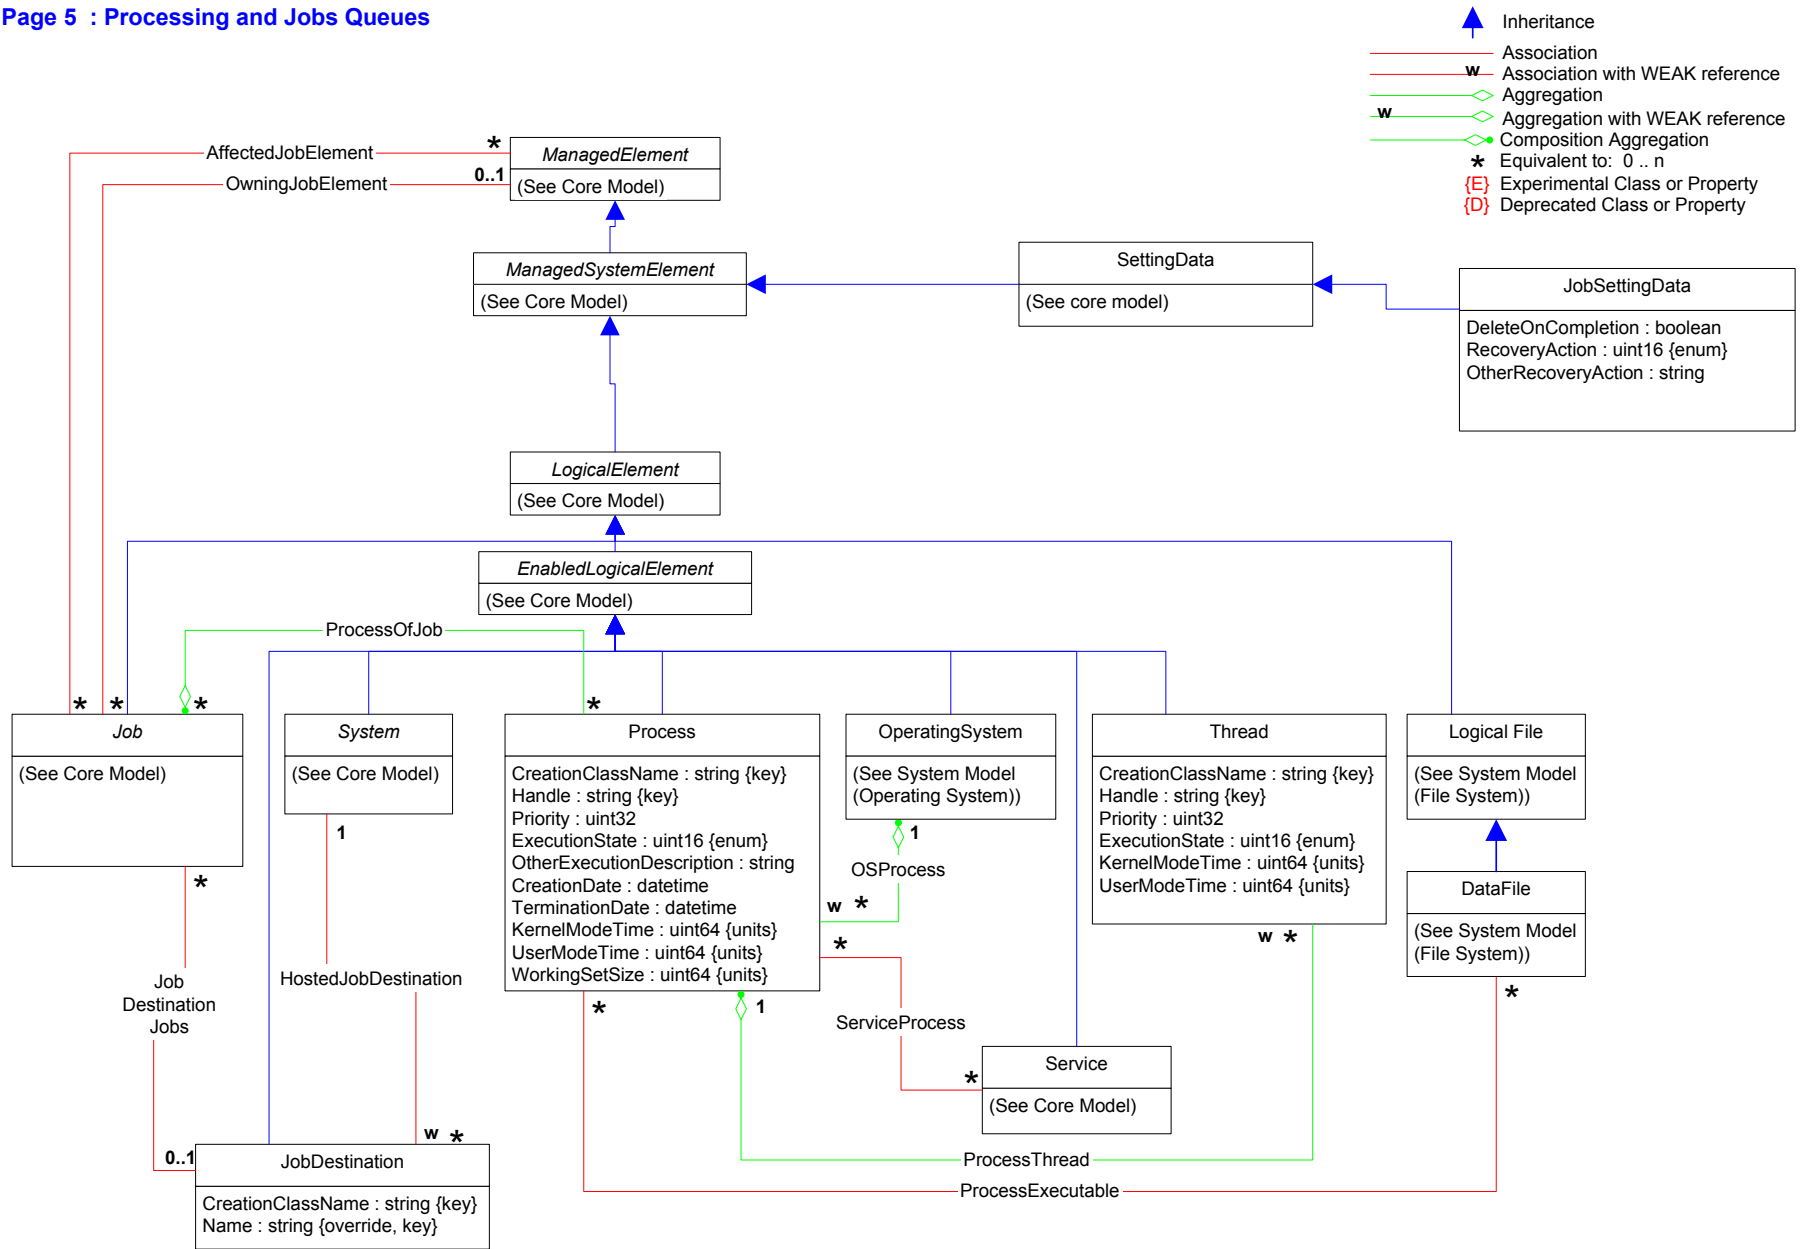 Page 5 : Processing and Jobs Queues
Inheritance
Association
w Association with WEAK reference
Aggregation
w Aggregation with WEAK reference
Composition Aggregation
* Equivalent to: 0 .. n
{E} Experimental Class or Property
{D} Deprecated Class or Property
AffectedJobElement
*
OwningJobElement
0..1
ManagedElement
(See Core Model)
ManagedSystemElement
(See Core Model)
SettingData
(See core model)
JobSettingData
DeleteOnCompletion : boolean
RecoveryAction : uint16 {enum}
OtherRecoveryAction : string
LogicalElement
(See Core Model)
EnabledLogicalElement
(See Core Model)
ProcessOfJob
* * *
*
Job
(See Core Model)
System
(See Core Model)
Process
CreationClassName : string {key}
Handle : string {key}
Priority : uint32
ExecutionState : uint16 {enum}
OtherExecutionDescription : string
CreationDate : datetime
TerminationDate : datetime
KernelModeTime : uint64 {units}
UserModeTime : uint64 {units}
WorkingSetSize : uint64 {units}
OperatingSystem
(See System Model
(Operating System))
Thread
CreationClassName : string {key}
Handle : string {key}
Priority : uint32
ExecutionState : uint16 {enum}
KernelModeTime : uint64 {units}
UserModeTime : uint64 {units}
Logical File
(See System Model
(File System))
DataFile
(See System Model
(File System))
1
1
OSProcess
w *
*
w *
*
*
Job
Destination
Jobs
HostedJobDestination
*
1
ServiceProcess
*
Service
(See Core Model)
w *
0..1
JobDestination
CreationClassName : string {key}
Name : string {override, key}
ProcessThread
ProcessExecutable